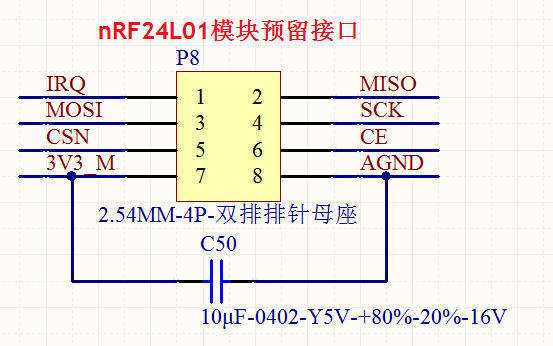 nRF24L01模块预留接口
P8
IRQ 1 2 MISO
MOSI 3 4 SCK
CSN 5 6 CE
3V3_M 7 8 AGND
2.54MM-4P-双排排针母座
C50
10μF-0402-Y5V-+80%-20%-16V